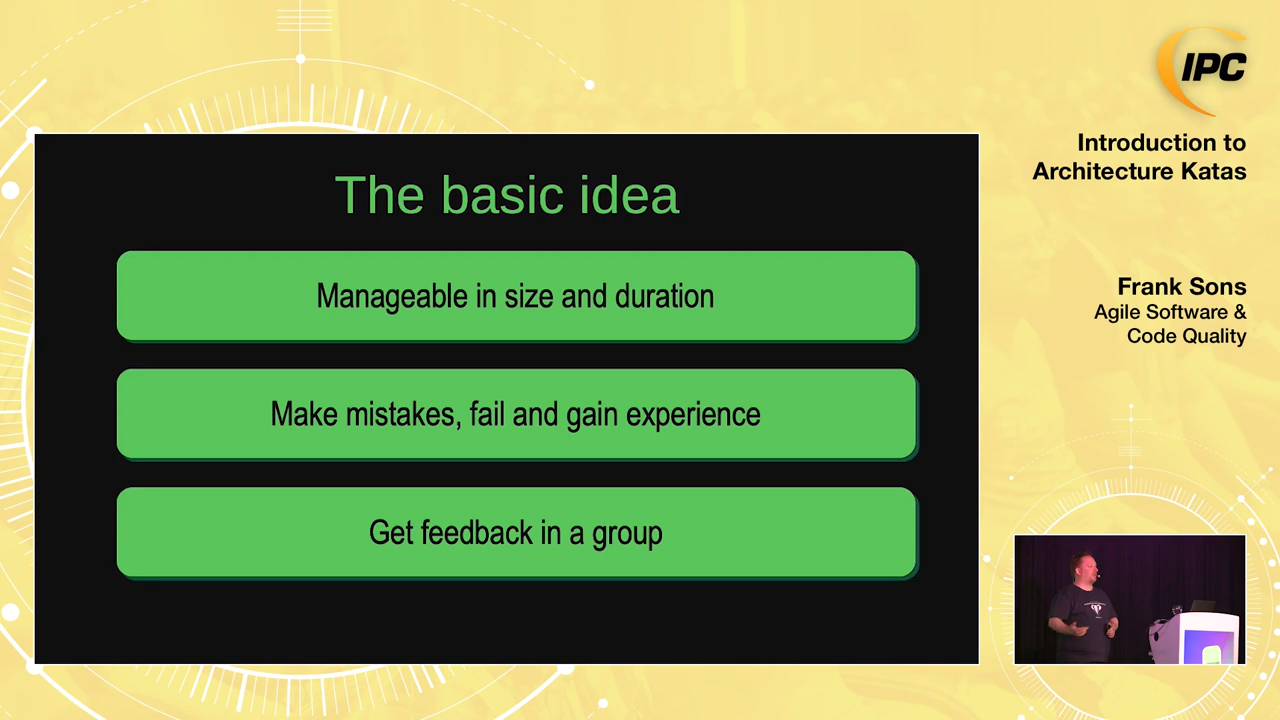 IPC
Introduction to
Architecture Katas
The basic idea
Manageable in size and duration
Make mistakes, fail and gain experience
Get feedback in a group
Frank Sons
Agile Software &
Code Quality